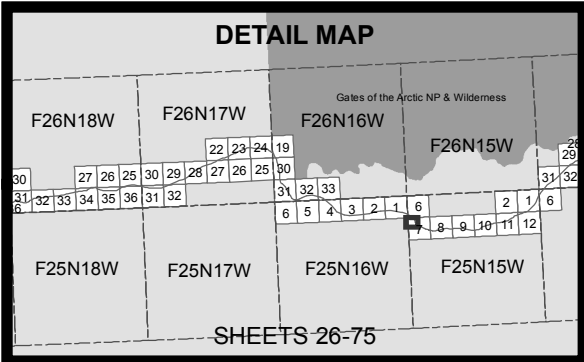 DETAIL MAP
Gates of the Arctic NP & Wilderness
F26N18W F26N17W F26N16W F26N15W
22 23 24 19
28
29
30 27 26 25 30 29 28 27 26 25 30
31 32
31 32 33 34 35 36 31 32
31 32 33
6
6 5 4 3 2 1 6
2 1 6
7 8 9 10 11 12
F25N18W F25N17W F25N16W F25N15W
SHEETS 26-75